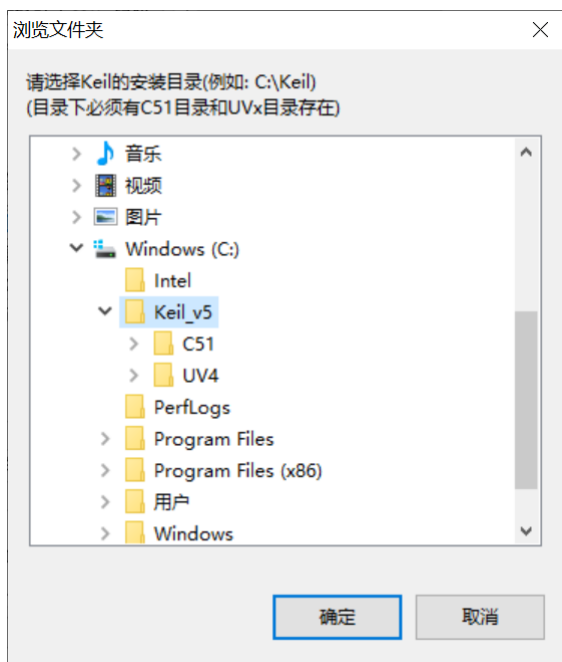 浏览文件夹
请选择Keil的安装目录(例如: C:\Keil)
(目录下必须有C51目录和UVx目录存在)
音乐
视频
图片
Windows (C:)
Intel
Keil_v5
C51
UV4
PerfLogs
Program Files
Program Files (x86)
用户
Windows
确定
取消